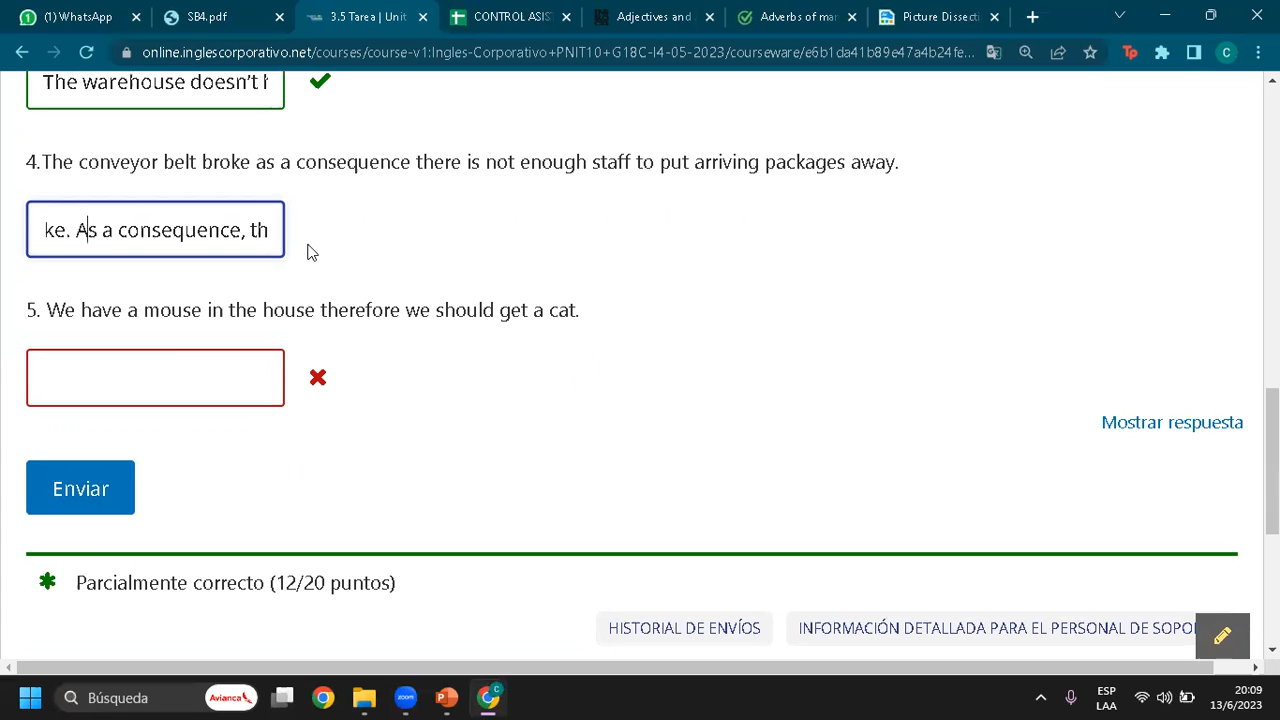 (1) WhatsApp
SB4.pdf
3.5 Tarea | Unit
CONTROL ASIS
Adjectives and
Adverbs of mar
Picture Dissecti
online.inglescorporativo.net/courses/course-v1:Ingles-Corporativo+PNIT10+G18C-I4-05-2023/courseware/e6b1da41b89e47a4b24fe...
The warehouse doesn't h
4.The conveyor belt broke as a consequence there is not enough staff to put arriving packages away.
ke. As a consequence, th
5. We have a mouse in the house therefore we should get a cat.
Mostrar respuesta
Enviar
Parcialmente correcto (12/20 puntos)
HISTORIAL DE ENVÍOS
INFORMACIÓN DETALLADA PARA EL PERSONAL DE SOPOI
Búsqueda
Avianca
ESP
LAA
20:09
13/6/2023